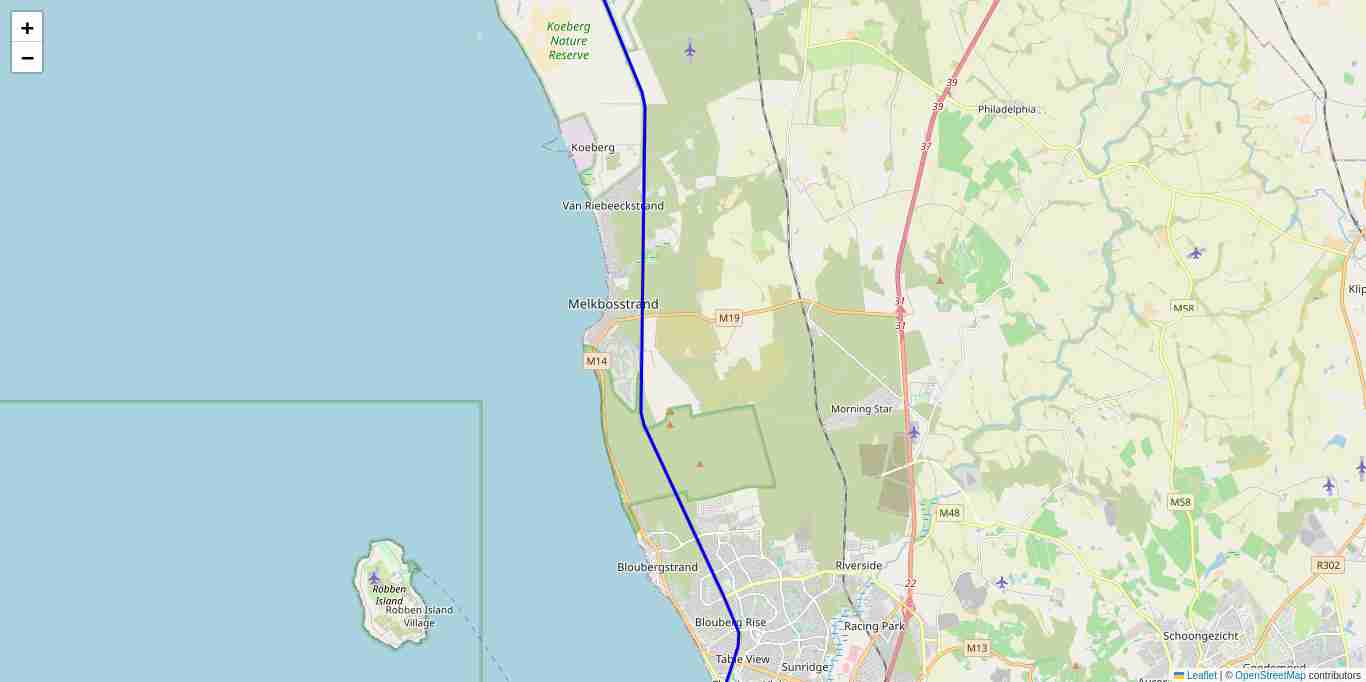 +
−
Koeberg
Nature
Reserve
39
39
Philadelphia
37
Koeberg
Van Riebeeckstrand
Melkbosstrand
31
31
M19
M58
M14
Morning Star
M58
M48
Bloubergstrand
Riverside
R302
22
Robben
Island
Robben Island
Village
Blouberg Rise
Racing Park
Schoongezicht
M13
Table View
Sunridge
Leaflet | © OpenStreetMap contributors